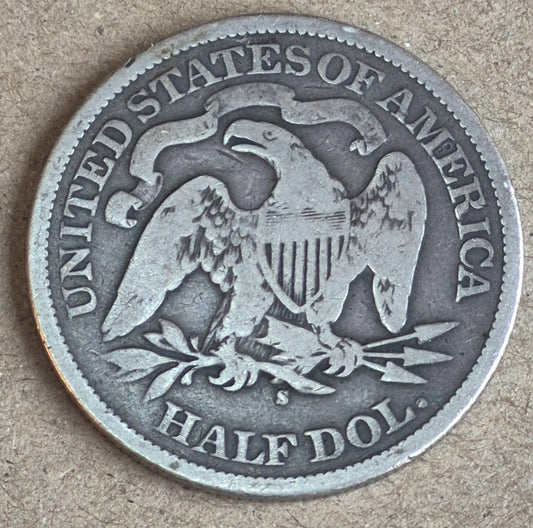 UNITED STATES OF AMERICA
S
HALF DOL.